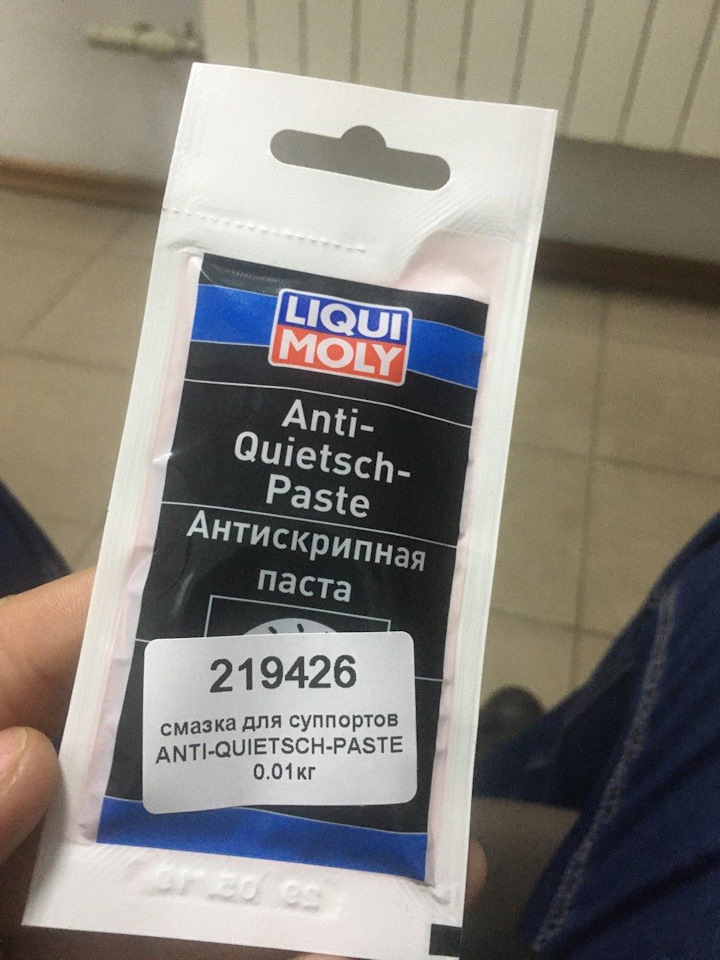 LIQUI
MOLY
Anti-
Quietsch-
Paste
Антискрипная
паста
219426
смазка для суппортов
ANTI-QUIETSCH-PASTE
0.01кг